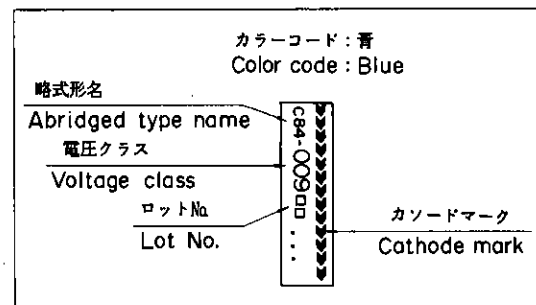 カラーコード：青
Color code : Blue
略式形名
Abridged type name
電圧クラス
Voltage class
ロットNo.
Lot No.
C84-009□□...
カソードマーク
Cathode mark